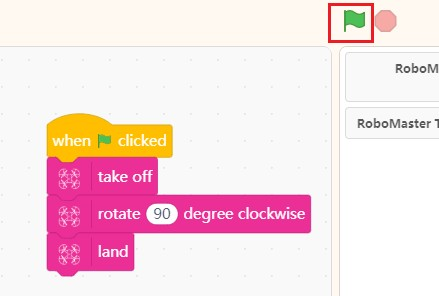 RoboM
RoboMaster T
when clicked
take off
rotate 90 degree clockwise
land